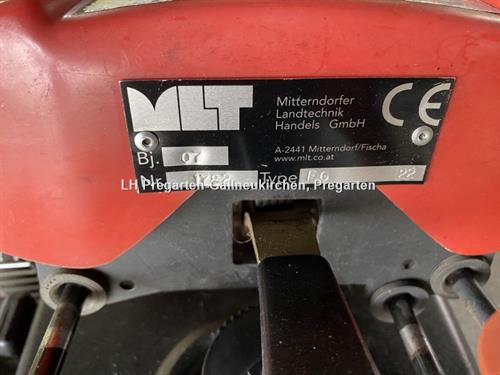 MLT
Mitterndorfer
Landtechnik
Handels GmbH
CE
A-2441 Mitterndorf/Fischa
www.mlt.co.at
Bj. 07
Nr. Type 22
LH Pregarten-Gallneukirchen, Pregarten